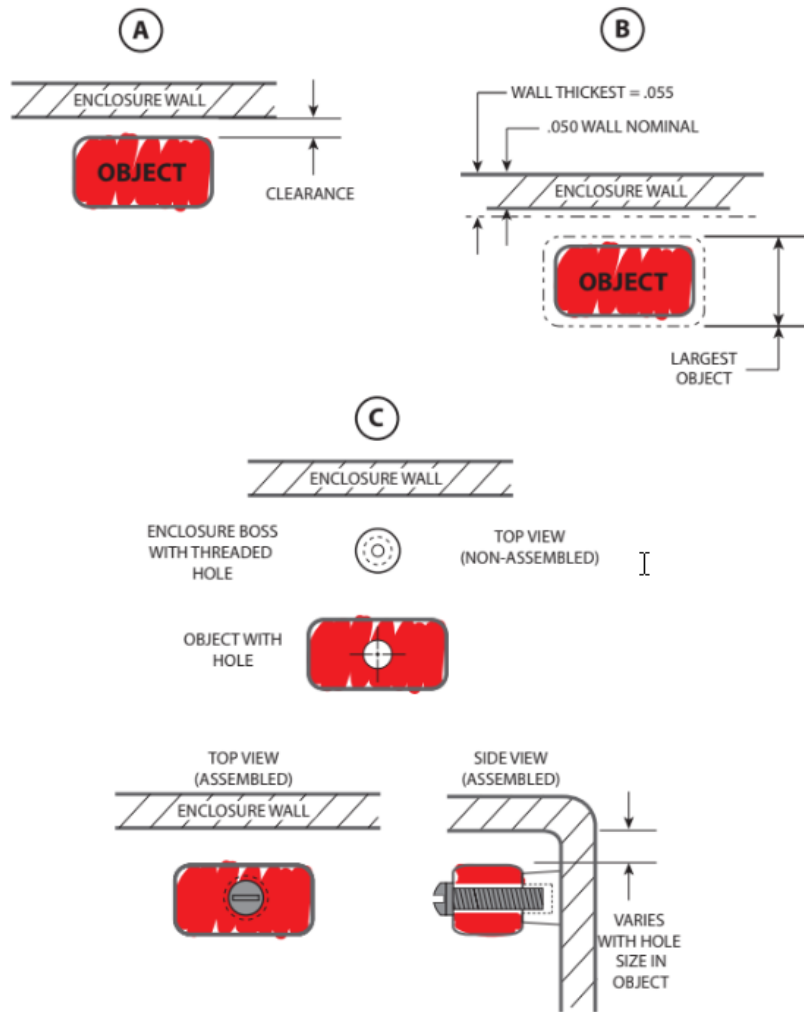 A
B
ENCLOSURE WALL
OBJECT
CLEARANCE
WALL THICKEST = .055
.050 WALL NOMINAL
ENCLOSURE WALL
OBJECT
LARGEST
OBJECT
C
ENCLOSURE WALL
ENCLOSURE BOSS
WITH THREADED
HOLE
TOP VIEW
(NON-ASSEMBLED)
OBJECT WITH
HOLE
TOP VIEW
(ASSEMBLED)
ENCLOSURE WALL
SIDE VIEW
(ASSEMBLED)
VARIES
WITH HOLE
SIZE IN
OBJECT